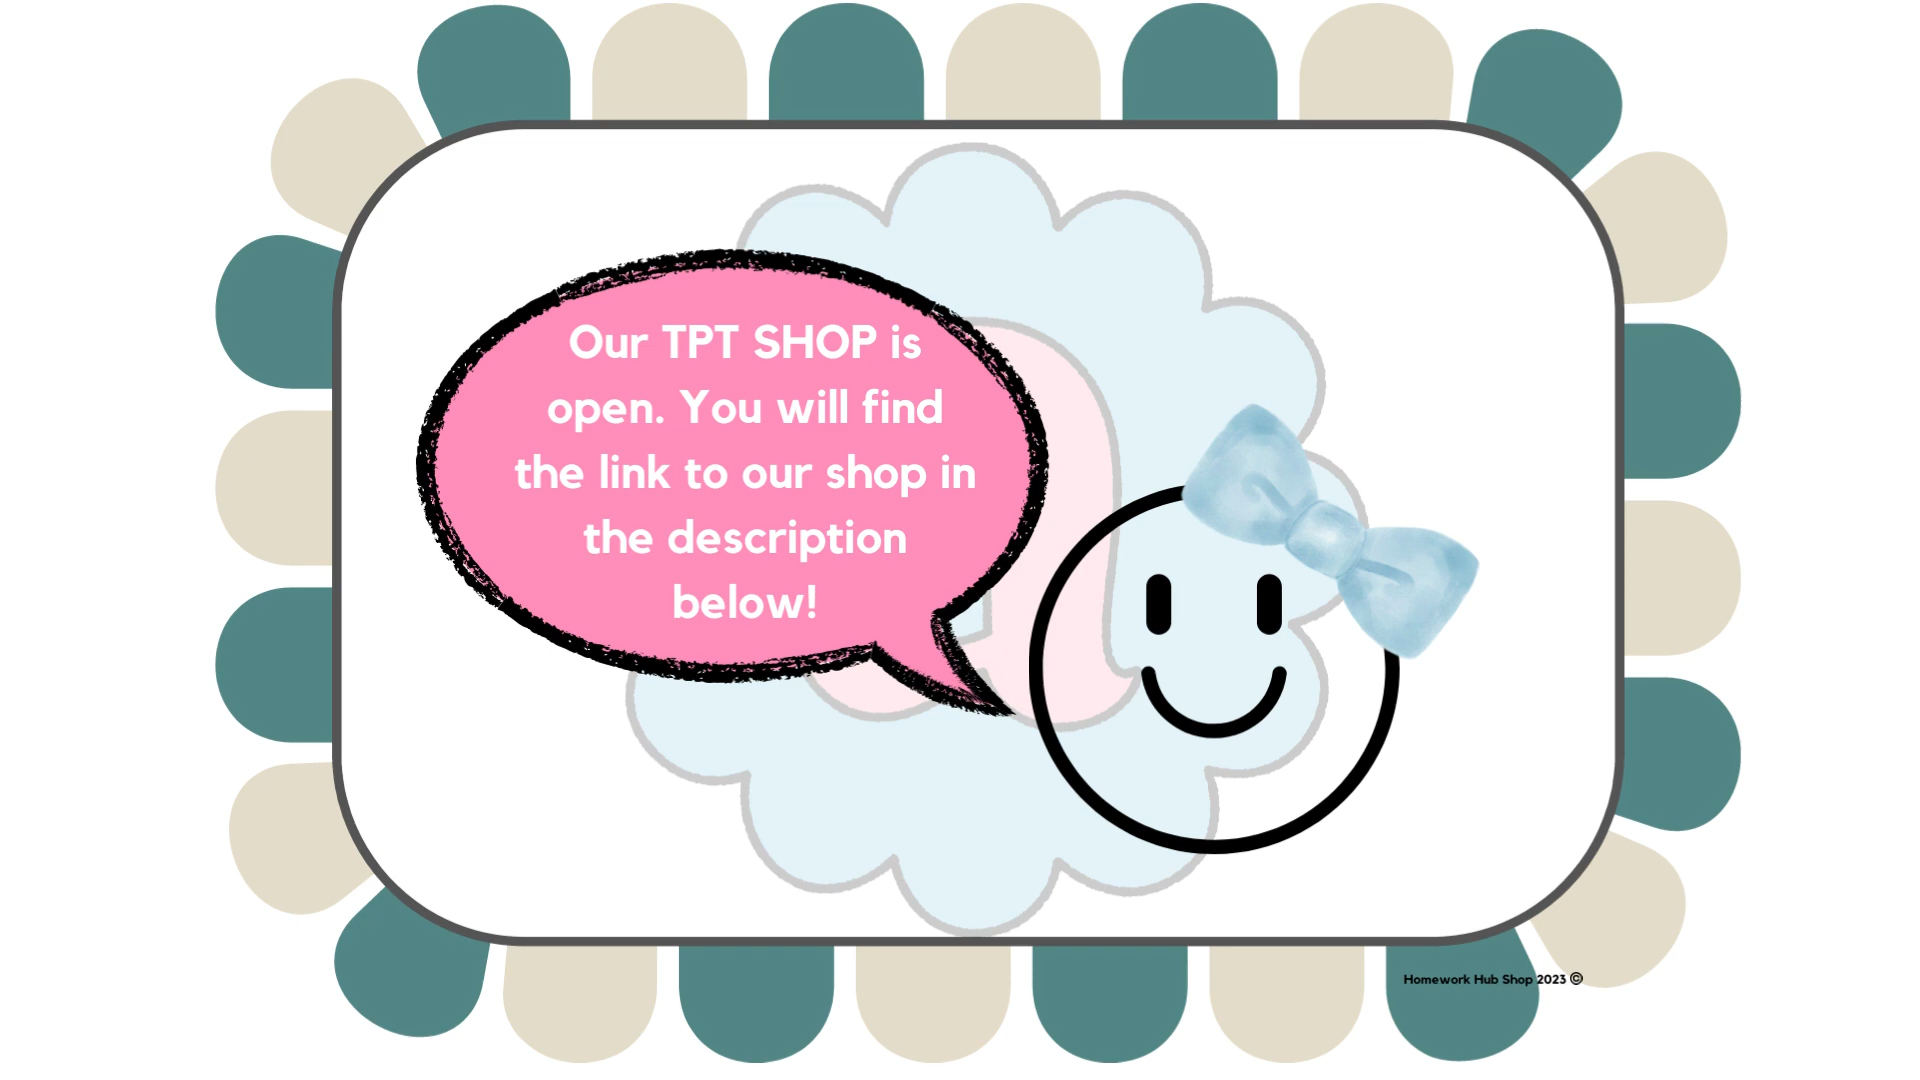 Our TPT SHOP is
open. You will find
the link to our shop in
the description
below!
Homework Hub Shop 2023 ©